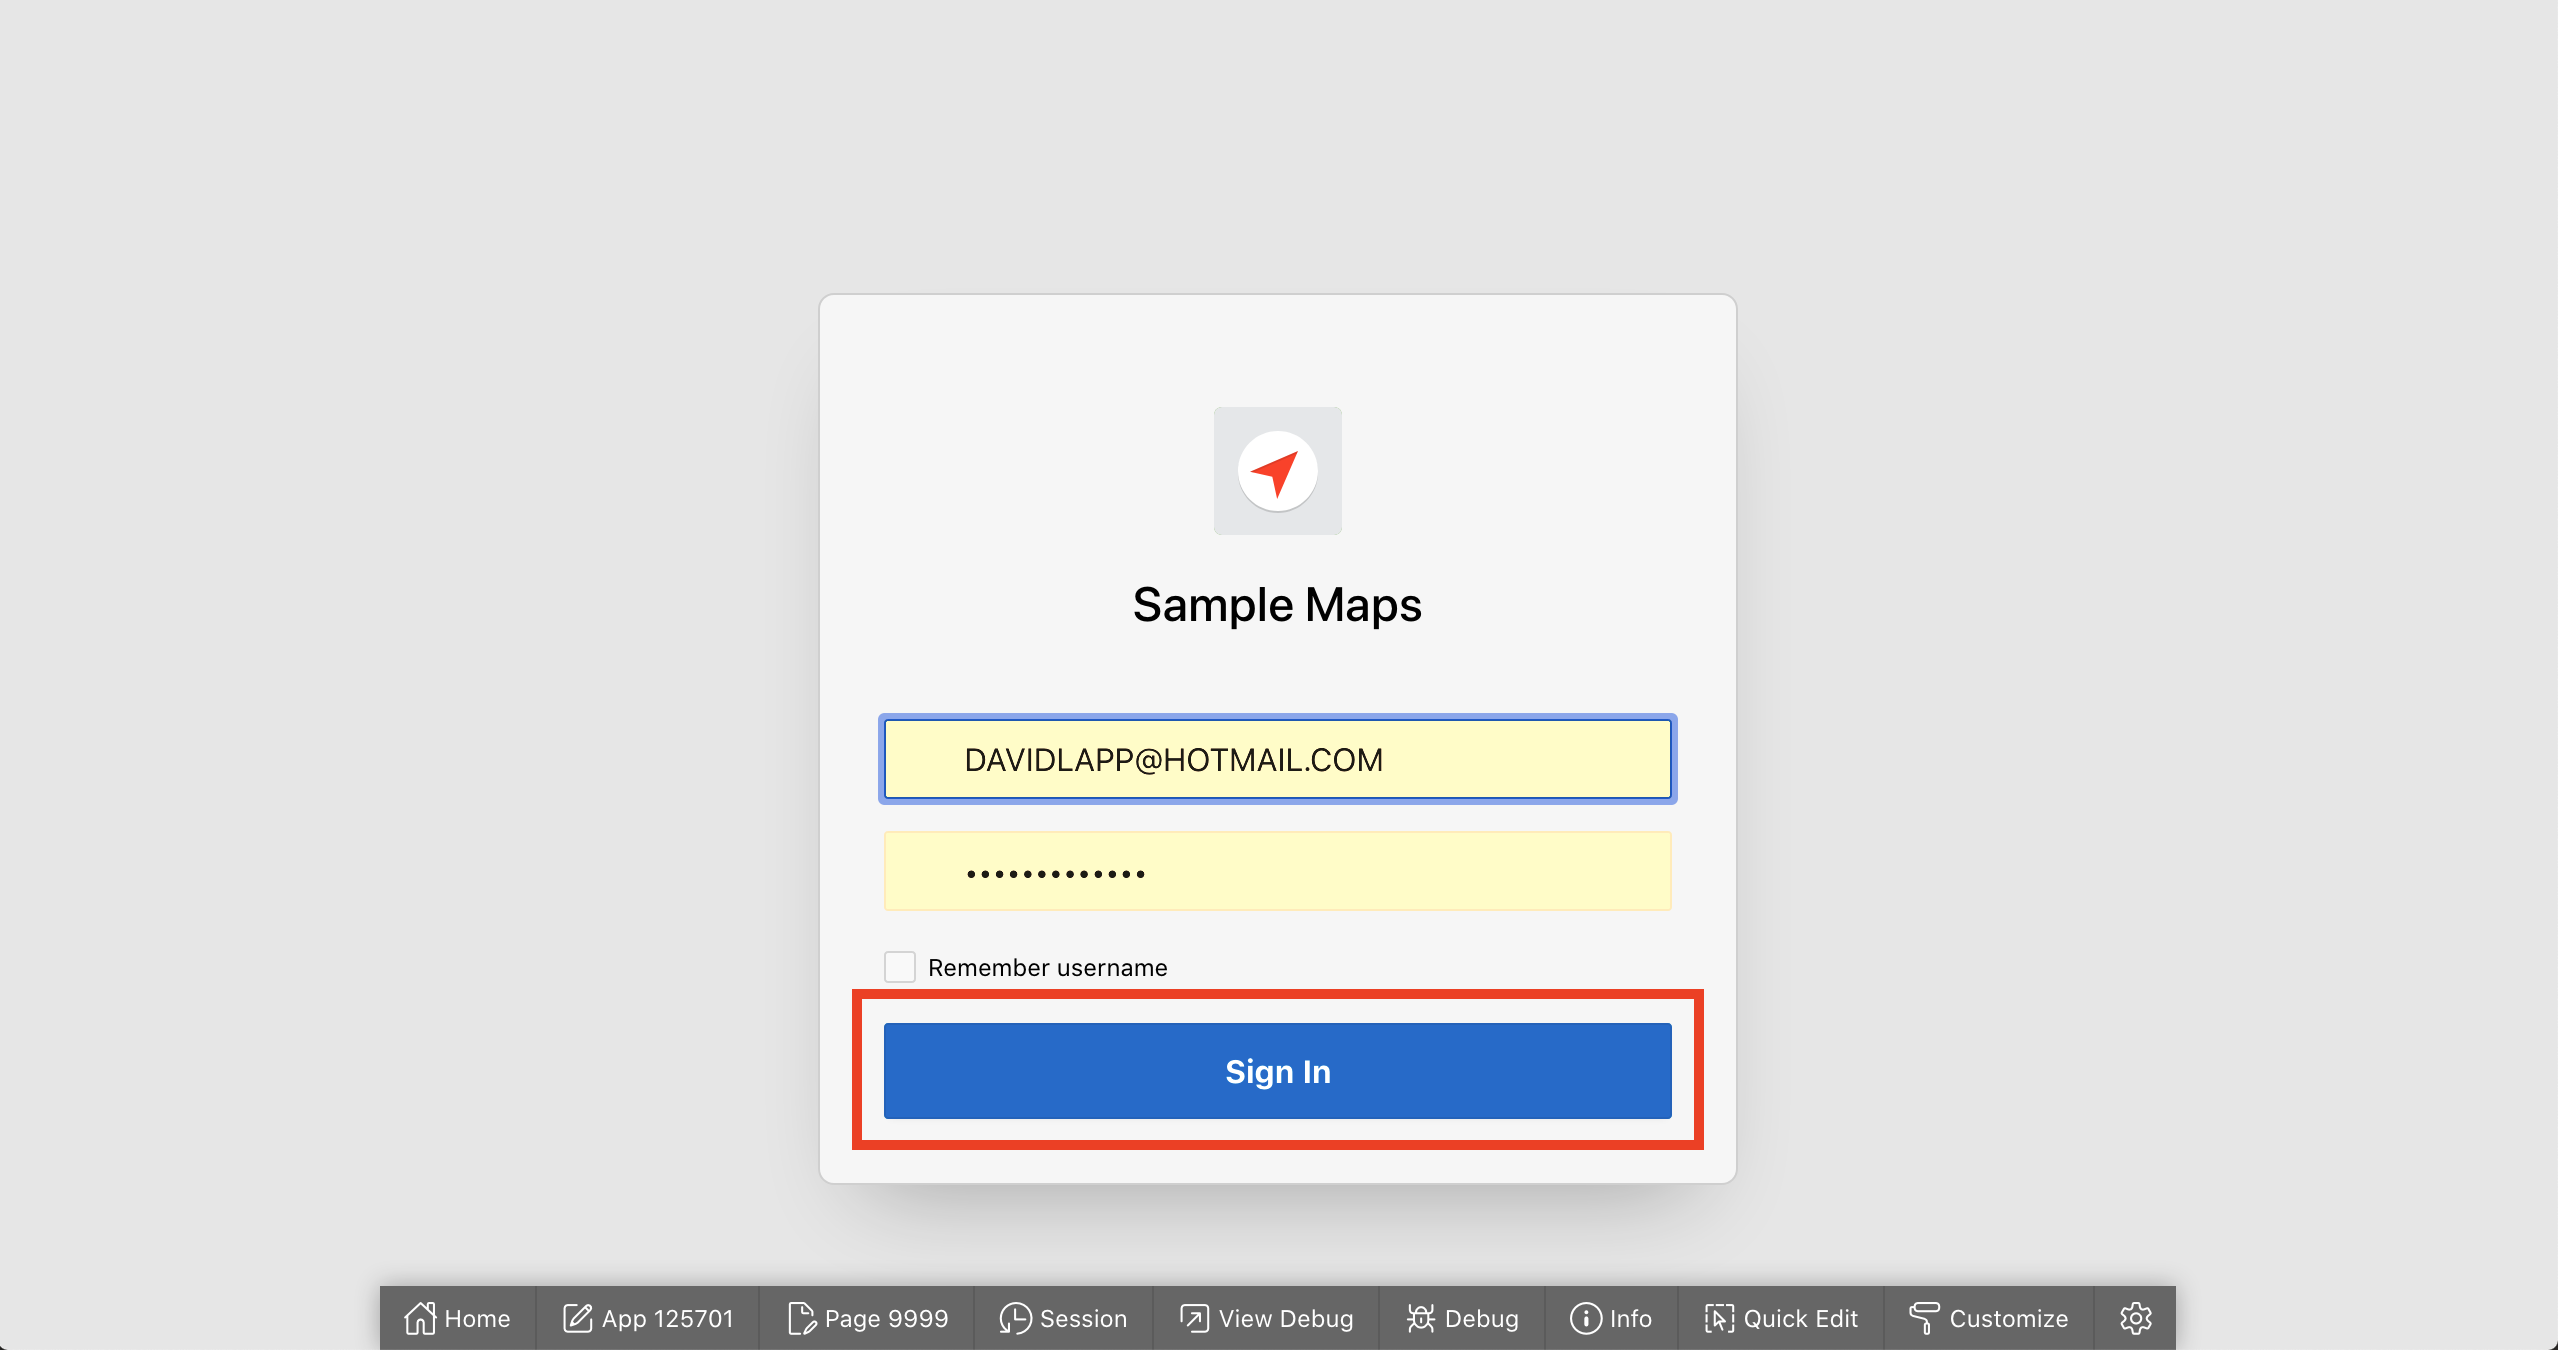 Sample Maps
DAVIDLAPP@HOTMAIL.COM
•••••••••••••
Remember username
Sign In
Home App 125701 Page 9999 Session View Debug Debug Info Quick Edit Customize